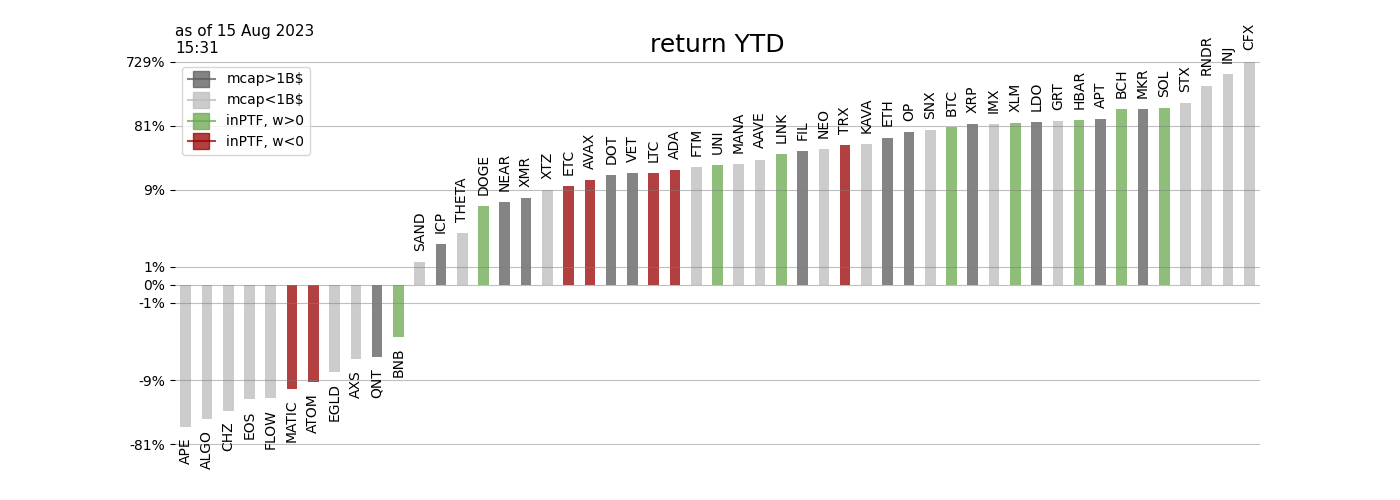 as of 15 Aug 2023
15:31
return YTD
729%
81%
9%
1%
0%
-1%
-9%
-81%
mcap>1B$
mcap<1B$
inPTF, w>0
inPTF, w<0
APE
ALGO
CHZ
EOS
FLOW
MATIC
ATOM
EGLD
AXS
QNT
BNB
SAND
ICP
THETA
DOGE
NEAR
XMR
XTZ
ETC
AVAX
DOT
VET
LTC
ADA
FTM
UNI
MANA
AAVE
LINK
FIL
NEO
TRX
KAVA
ETH
OP
SNX
BTC
XRP
IMX
XLM
LDO
GRT
HBAR
APT
BCH
MKR
SOL
STX
RNDR
INJ
CFX